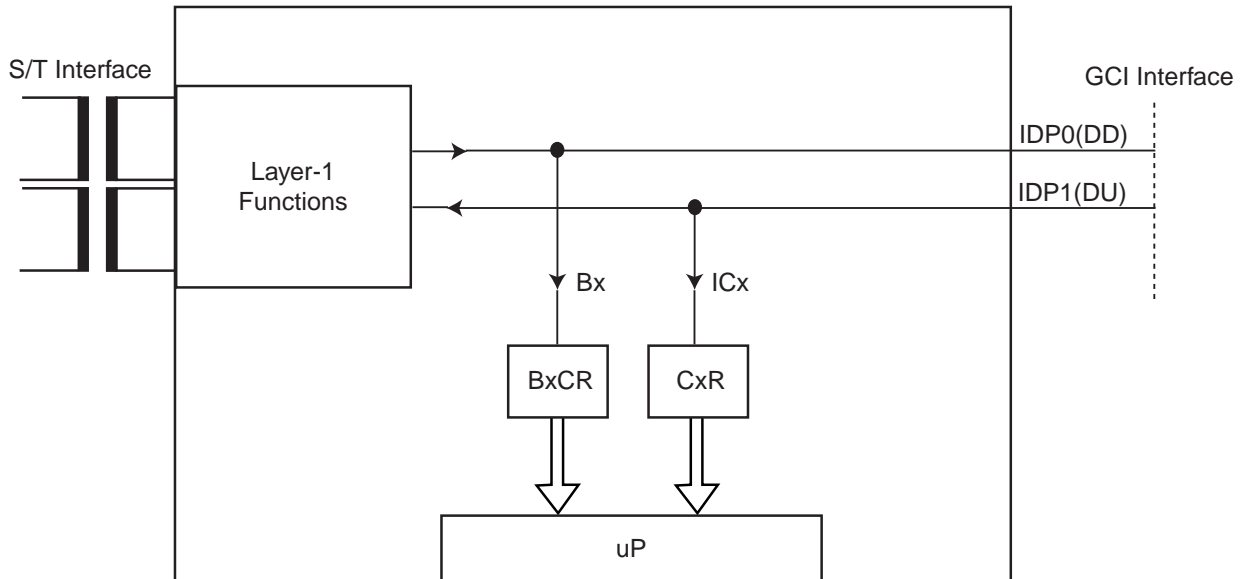 S/T Interface
GCI Interface
IDP0(DD)
Layer-1
Functions
IDP1(DU)
Bx
ICx
BxCR
CxR
uP